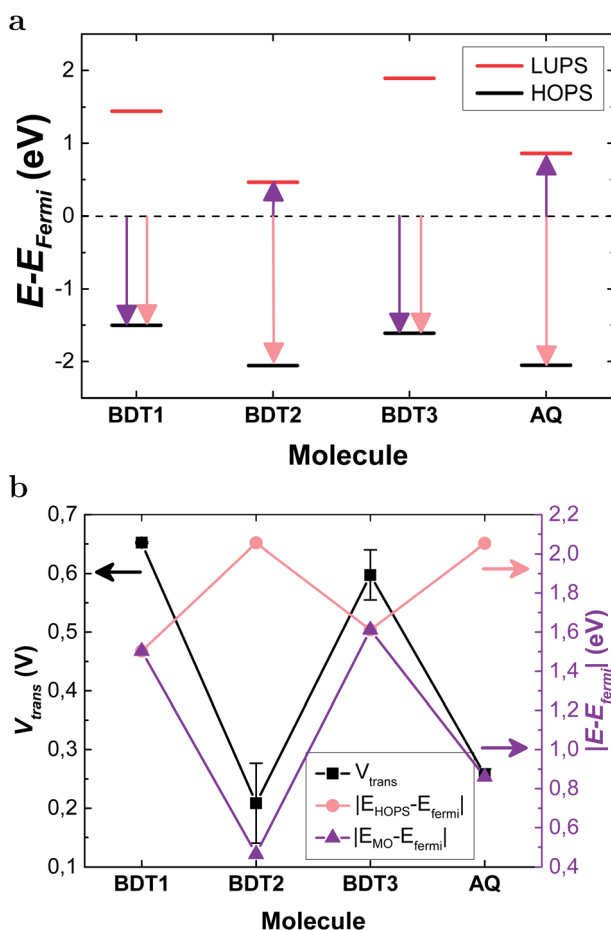 a
LUPS
HOPS
2
1
0
-1
-2
E-E_Fermi (eV)
BDT1 BDT2 BDT3 AQ
Molecule
b
0,7
0,6
0,5
0,4
0,3
0,2
0,1
V_trans (V)
2,2
2,0
1,8
1,6
1,4
1,2
1,0
0,8
0,6
0,4
|E-E_fermi| (eV)
V_trans
|E_HOPS-E_fermi|
|E_MO-E_fermi|
BDT1 BDT2 BDT3 AQ
Molecule